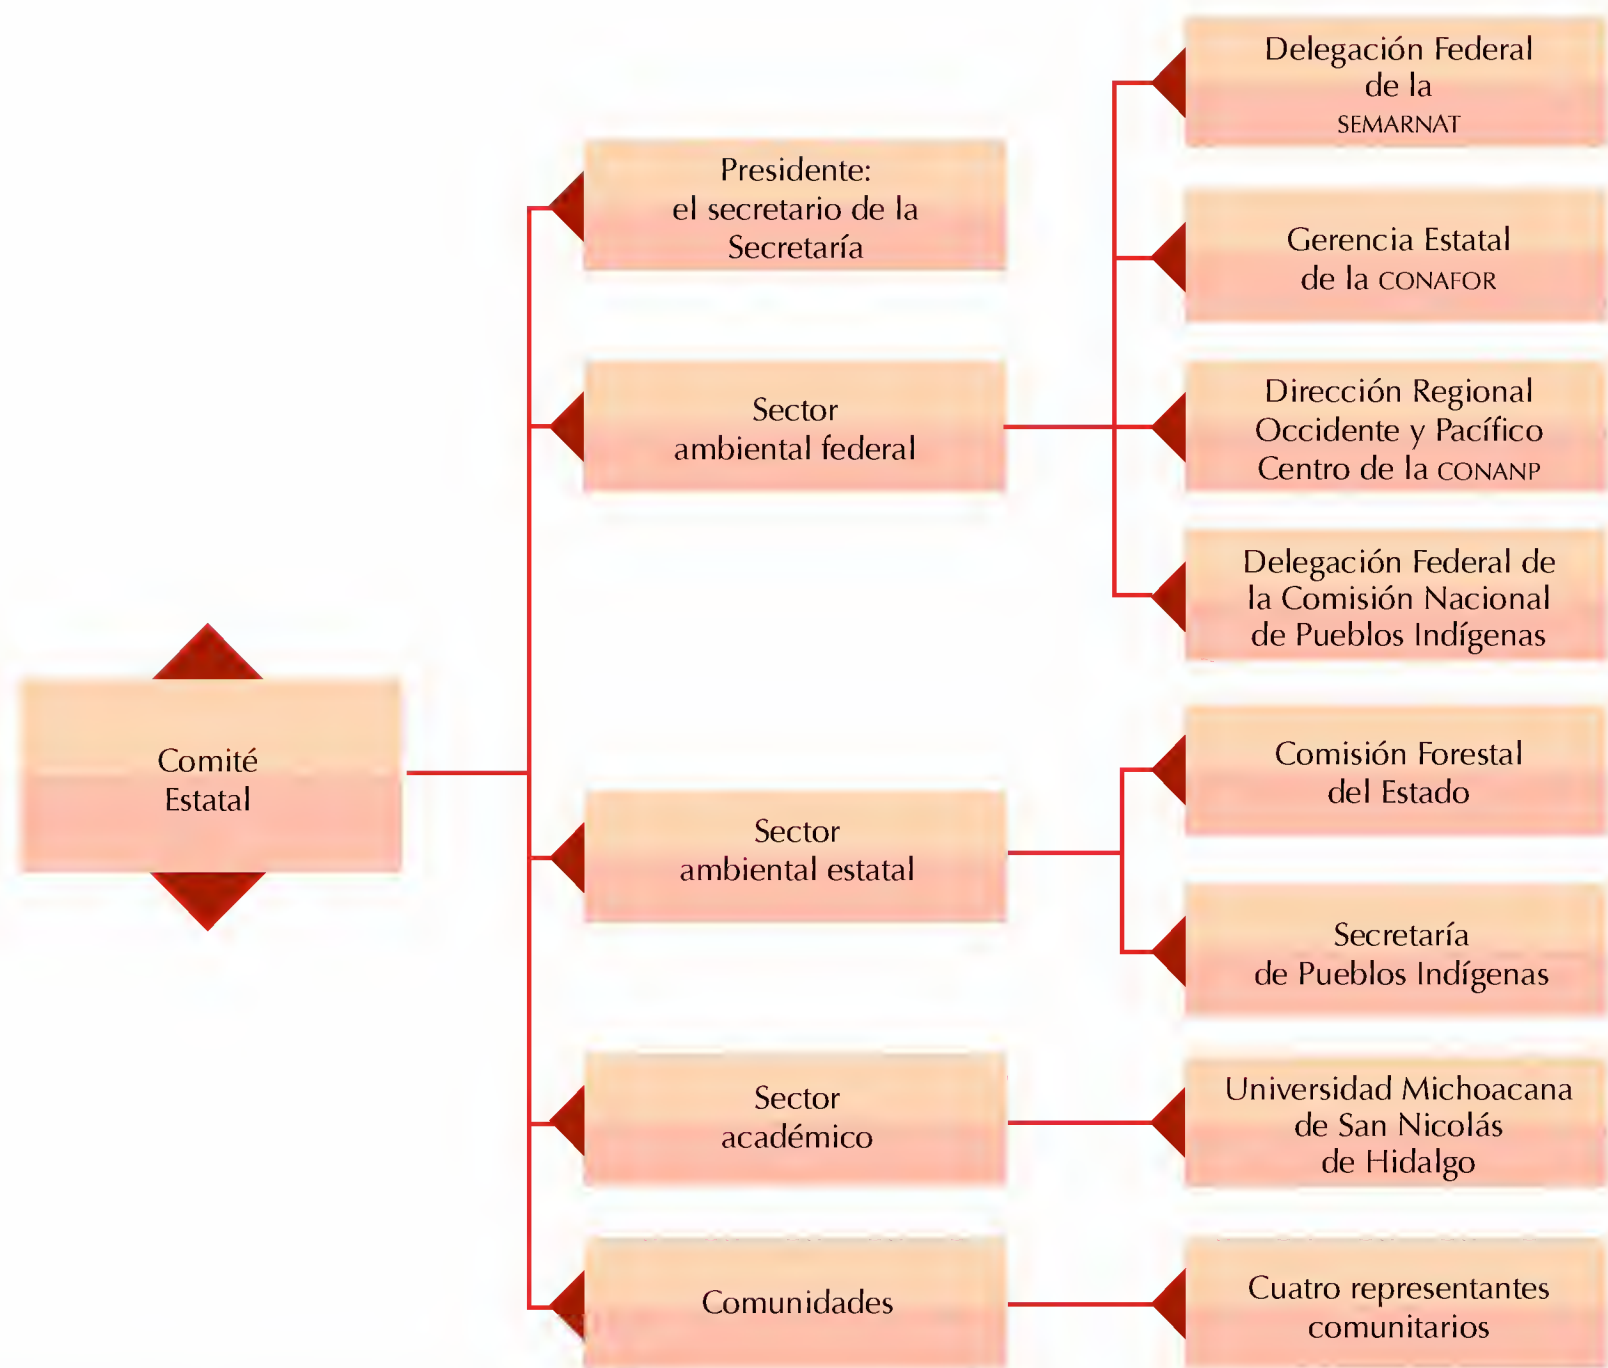 Comité
Estatal
Presidente:
el secretario de la
Secretaría
Sector
ambiental federal
Delegación Federal
de la
SEMARNAT
Gerencia Estatal
de la CONAFOR
Dirección Regional
Occidente y Pacífico
Centro de la CONANP
Delegación Federal de
la Comisión Nacional
de Pueblos Indígenas
Sector
ambiental estatal
Comisión Forestal
del Estado
Secretaría
de Pueblos Indígenas
Sector
académico
Universidad Michoacana
de San Nicolás
de Hidalgo
Comunidades
Cuatro representantes
comunitarios